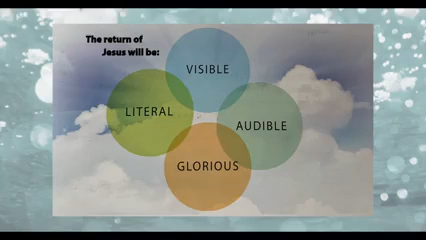 The return of
Jesus will be:
VISIBLE
LITERAL
AUDIBLE
GLORIOUS